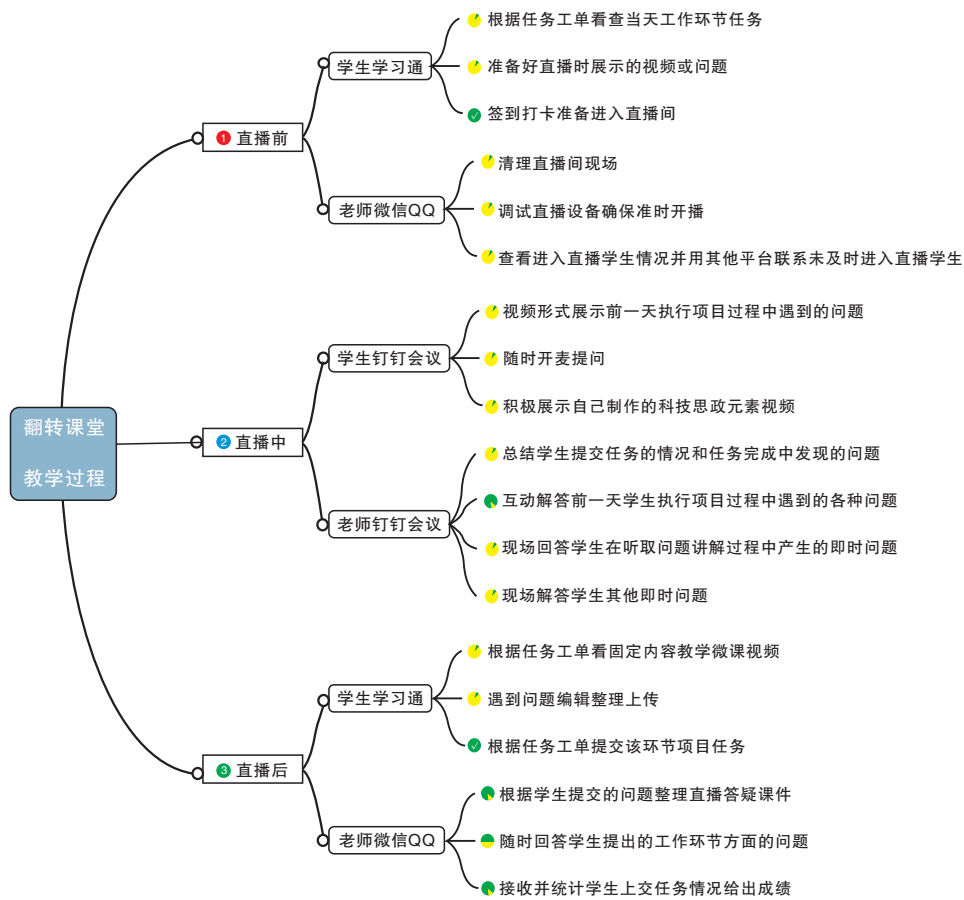 翻转课堂
教学过程
1 直播前
学生学习通
根据任务工单看查当天工作环节任务
准备好直播时展示的视频或问题
签到打卡准备进入直播间
老师微信QQ
清理直播间现场
调试直播设备确保准时开播
查看进入直播学生情况并用其他平台联系未及时进入直播学生
2 直播中
学生钉钉会议
视频形式展示前一天执行项目过程中遇到的问题
随时开麦提问
积极展示自己制作的科技思政元素视频
老师钉钉会议
总结学生提交任务的情况和任务完成中发现的问题
互动解答前一天学生执行项目过程中遇到的各种问题
现场回答学生在听取问题讲解过程中产生的即时问题
现场解答学生其他即时问题
3 直播后
学生学习通
根据任务工单看固定内容教学微课视频
遇到问题编辑整理上传
根据任务工单提交该环节项目任务
老师微信QQ
根据学生提交的问题整理直播答疑课件
随时回答学生提出的工作环节方面的问题
接收并统计学生上交任务情况给出成绩